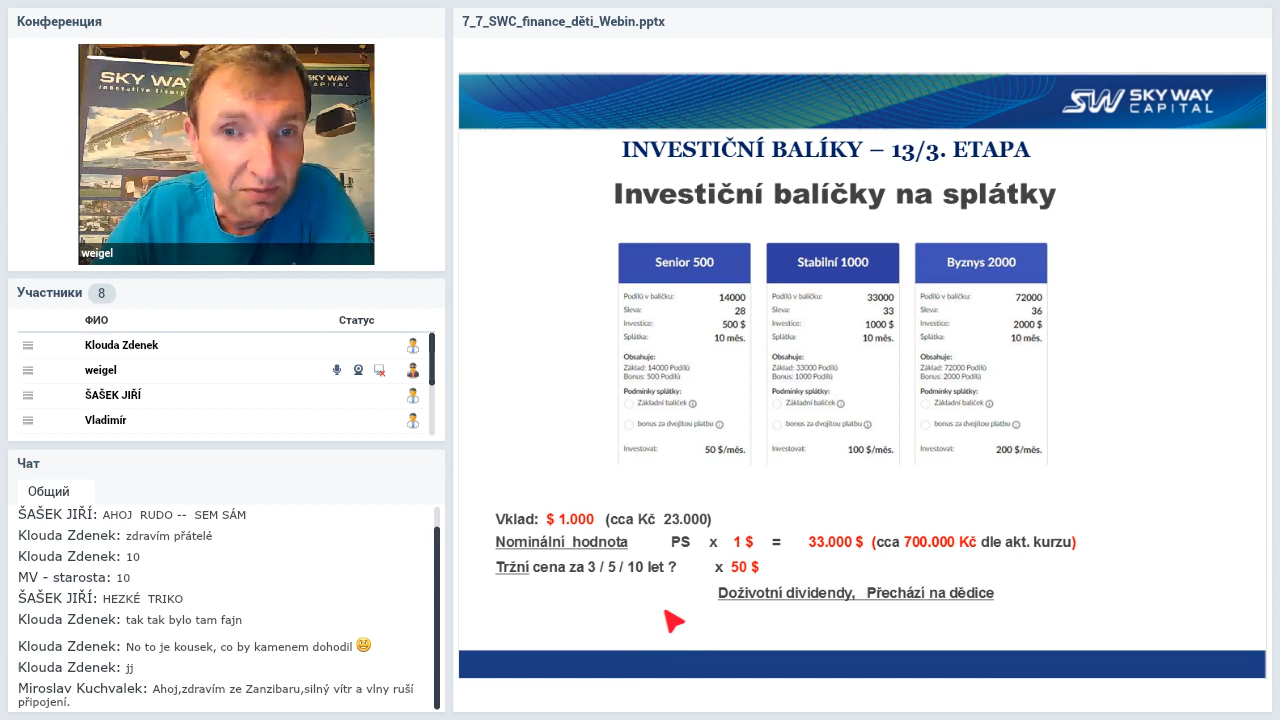 Конференция
SKY WAY
SKY WAY
CAPITAL
weigel
Участники 8
ФИО Статус
Klouda Zdenek
weigel
ŠAŠEK JIŘÍ
Vladimír
Чат
Общий
ŠAŠEK JIŘÍ: AHOJ RUDO -- SEM SÁM
Klouda Zdenek: zdravím přátelé
Klouda Zdenek: 10
MV - starosta: 10
ŠAŠEK JIŘÍ: HEZKÉ TRIKO
Klouda Zdenek: tak tak bylo tam fajn
Klouda Zdenek: No to je kousek, co by kamenem dohodil
Klouda Zdenek: jj
Miroslav Kuchvalek: Ahoj,zdravím ze Zanzibaru,silný vítr a vlny ruší
připojení.
7_7_SWC_finance_děti_Webin.pptx
SW SKY WAY
CAPITAL
INVESTIČNÍ BALÍKY – 13/3. ETAPA
Investiční balíčky na splátky
Senior 500
Podílů v balíčku: 14000
Sleva: 28
Investice: 500 $
Splátka: 10 měs.
Obsahuje:
Základ: 14000 Podílů
Bonus: 500 Podílů
Podmínky splátky:
Základní balíček
bonus za dvojitou platbu
Investovat: 50 $/měs.
Stabilní 1000
Podílů v balíčku: 33000
Sleva: 33
Investice: 1000 $
Splátka: 10 měs.
Obsahuje:
Základ: 33000 Podílů
Bonus: 1000 Podílů
Podmínky splátky:
Základní balíček
bonus za dvojitou platbu
Investovat: 100 $/měs.
Byznys 2000
Podílů v balíčku: 72000
Sleva: 36
Investice: 2000 $
Splátka: 10 měs.
Obsahuje:
Základ: 72000 Podílů
Bonus: 2000 Podílů
Podmínky splátky:
Základní balíček
bonus za dvojitou platbu
Investovat: 200 $/měs.
Vklad: $ 1.000 (cca Kč 23.000)
Nominální hodnota PS x 1 $ = 33.000 $ (cca 700.000 Kč dle akt. kurzu)
Tržní cena za 3 / 5 / 10 let ? x 50 $
Doživotní dividendy, Přechází na dědice